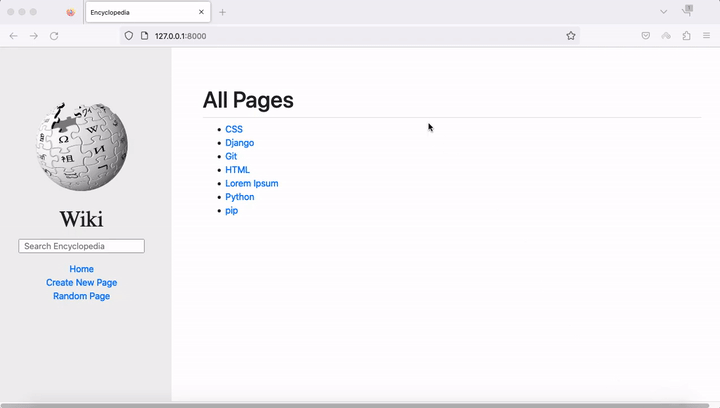 Encyclopedia
127.0.0.1:8000
All Pages
CSS
Django
Git
HTML
Lorem Ipsum
Python
pip
W
Ω
И
祖
Wiki
Search Encyclopedia
Home
Create New Page
Random Page